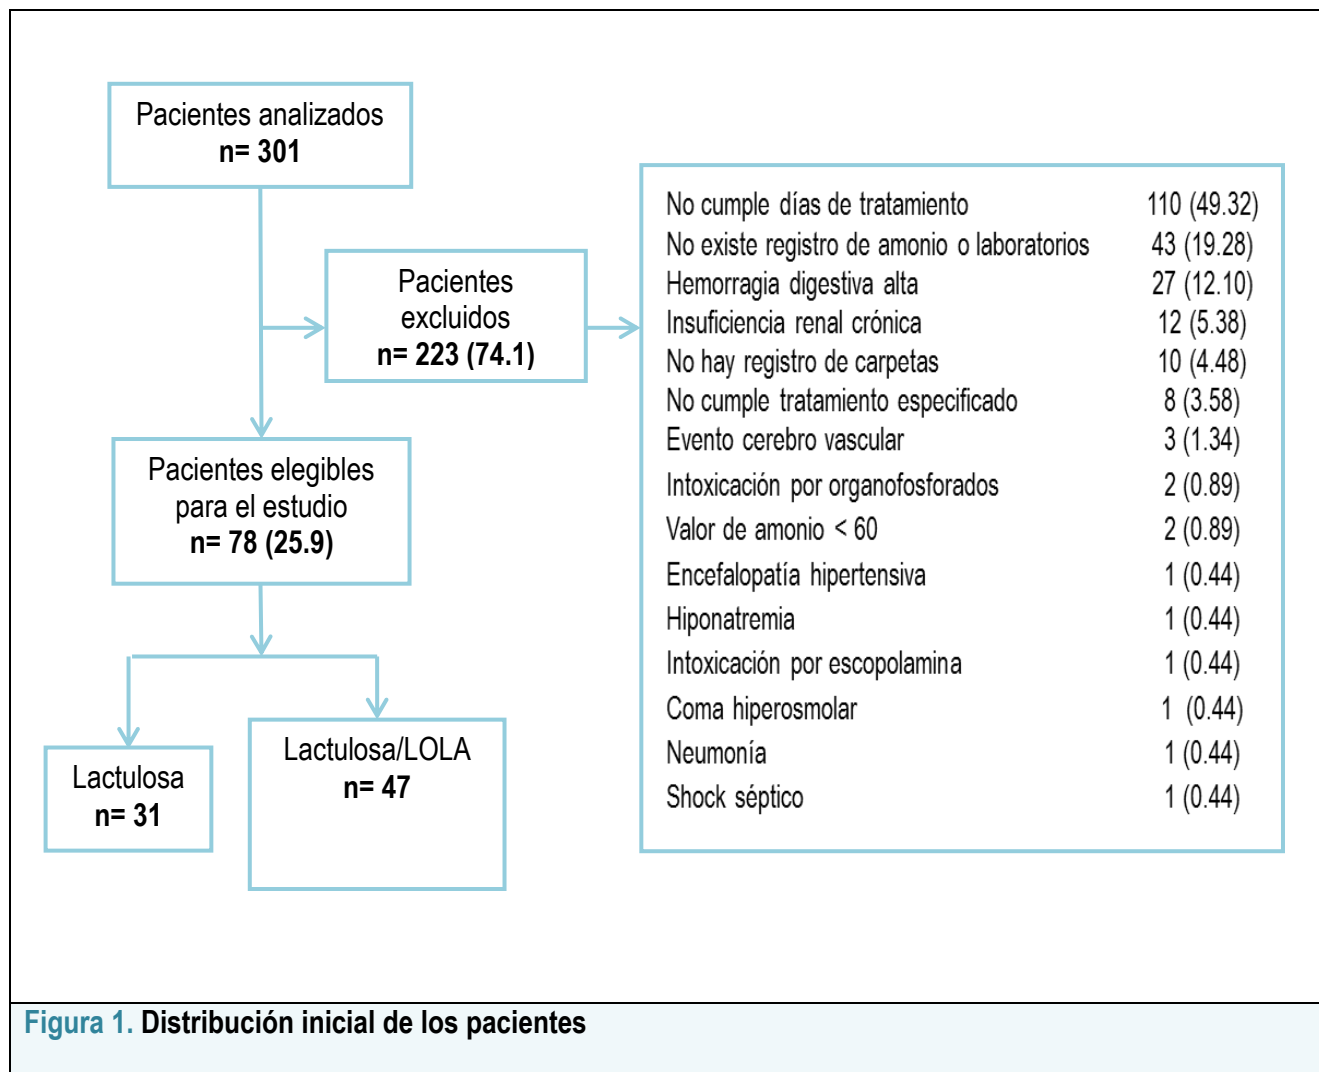 Pacientes analizados
n= 301
Pacientes
excluidos
n= 223 (74.1)
No cumple días de tratamiento 110 (49.32)
No existe registro de amonio o laboratorios 43 (19.28)
Hemorragia digestiva alta 27 (12.10)
Insuficiencia renal crónica 12 (5.38)
No hay registro de carpetas 10 (4.48)
No cumple tratamiento especificado 8 (3.58)
Evento cerebro vascular 3 (1.34)
Intoxicación por organofosforados 2 (0.89)
Valor de amonio < 60 2 (0.89)
Encefalopatía hipertensiva 1 (0.44)
Hiponatremia 1 (0.44)
Intoxicación por escopolamina 1 (0.44)
Coma hiperosmolar 1 (0.44)
Neumonía 1 (0.44)
Shock séptico 1 (0.44)
Pacientes elegibles
para el estudio
n= 78 (25.9)
Lactulosa
n= 31
Lactulosa/LOLA
n= 47
Figura 1. Distribución inicial de los pacientes